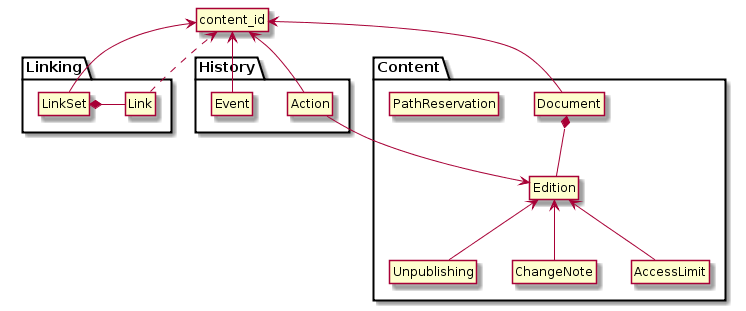 content_id
Linking
History
Content
LinkSet
Link
Event
Action
PathReservation
Document
Edition
Unpublishing
ChangeNote
AccessLimit